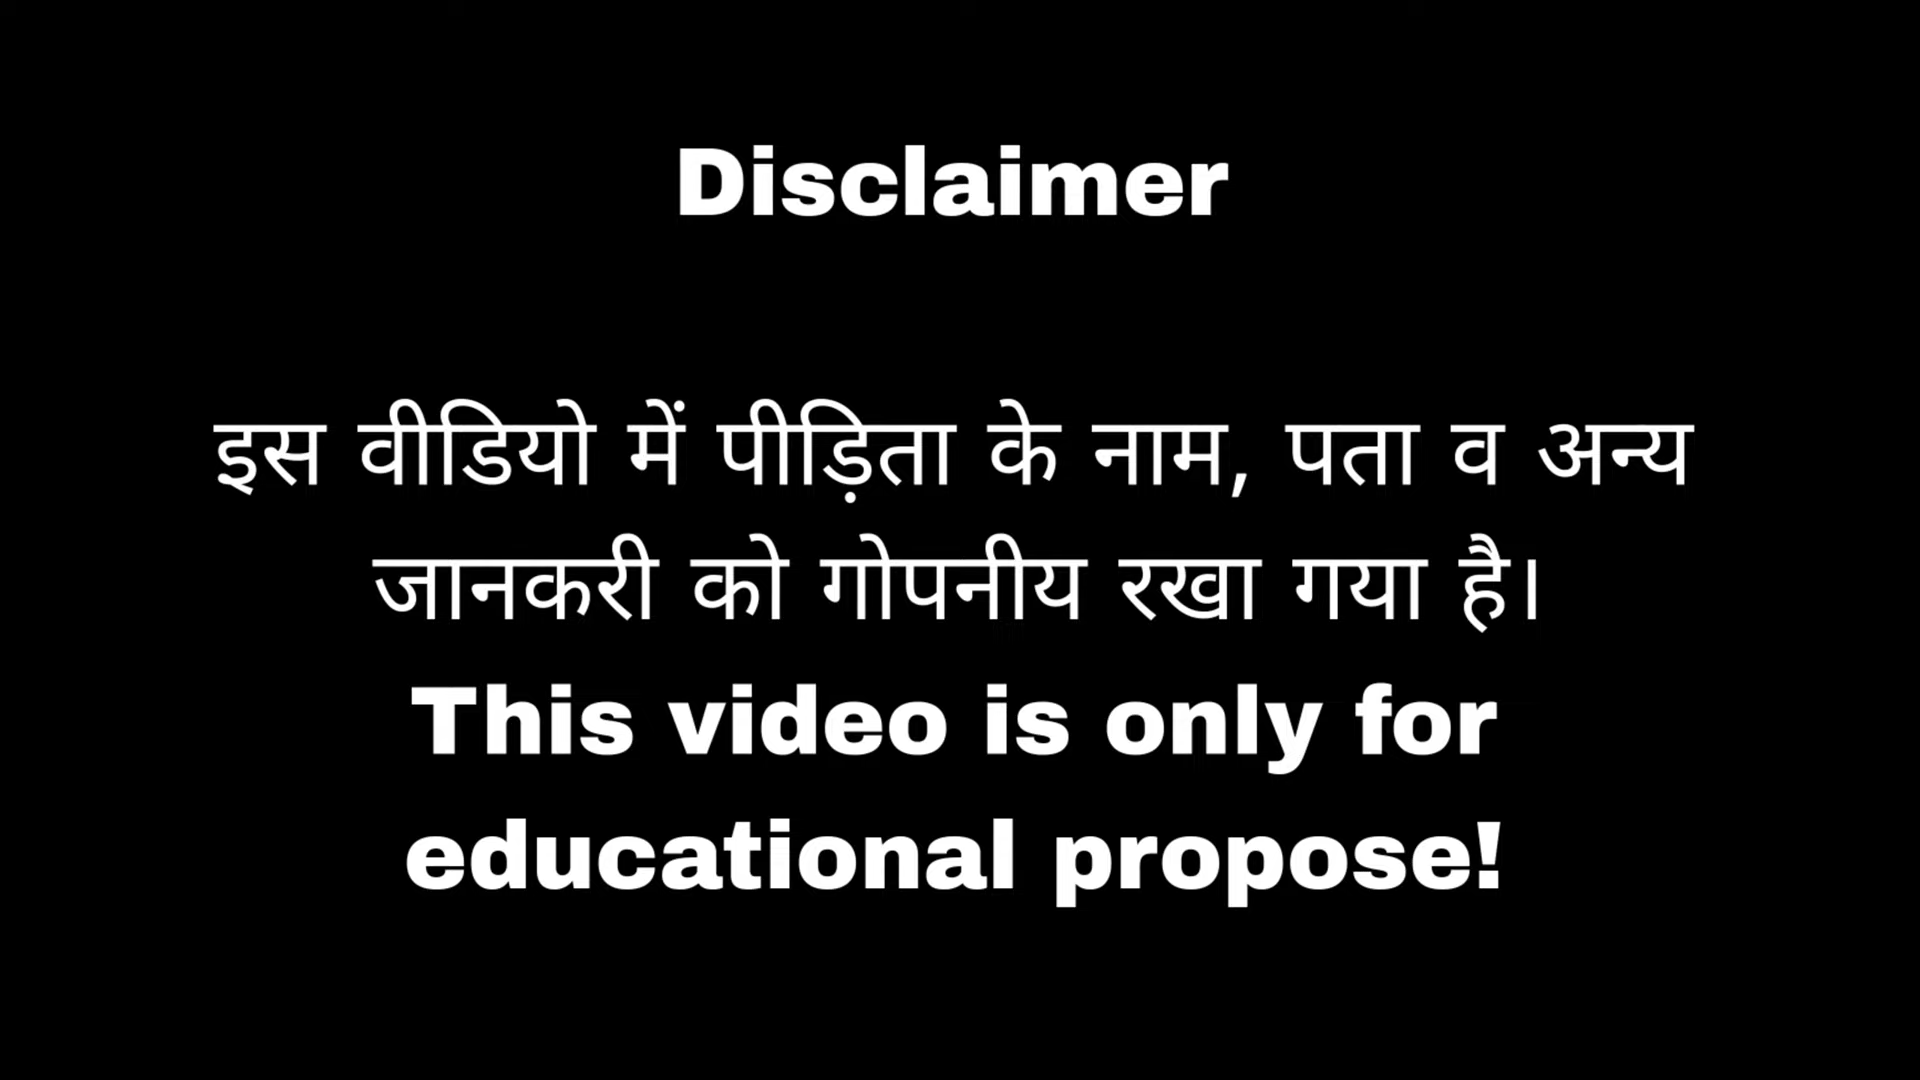 Disclaimer
इस वीडियो में पीड़िता के नाम, पता व अन्य
जानकरी को गोपनीय रखा गया है।
This video is only for
educational propose!